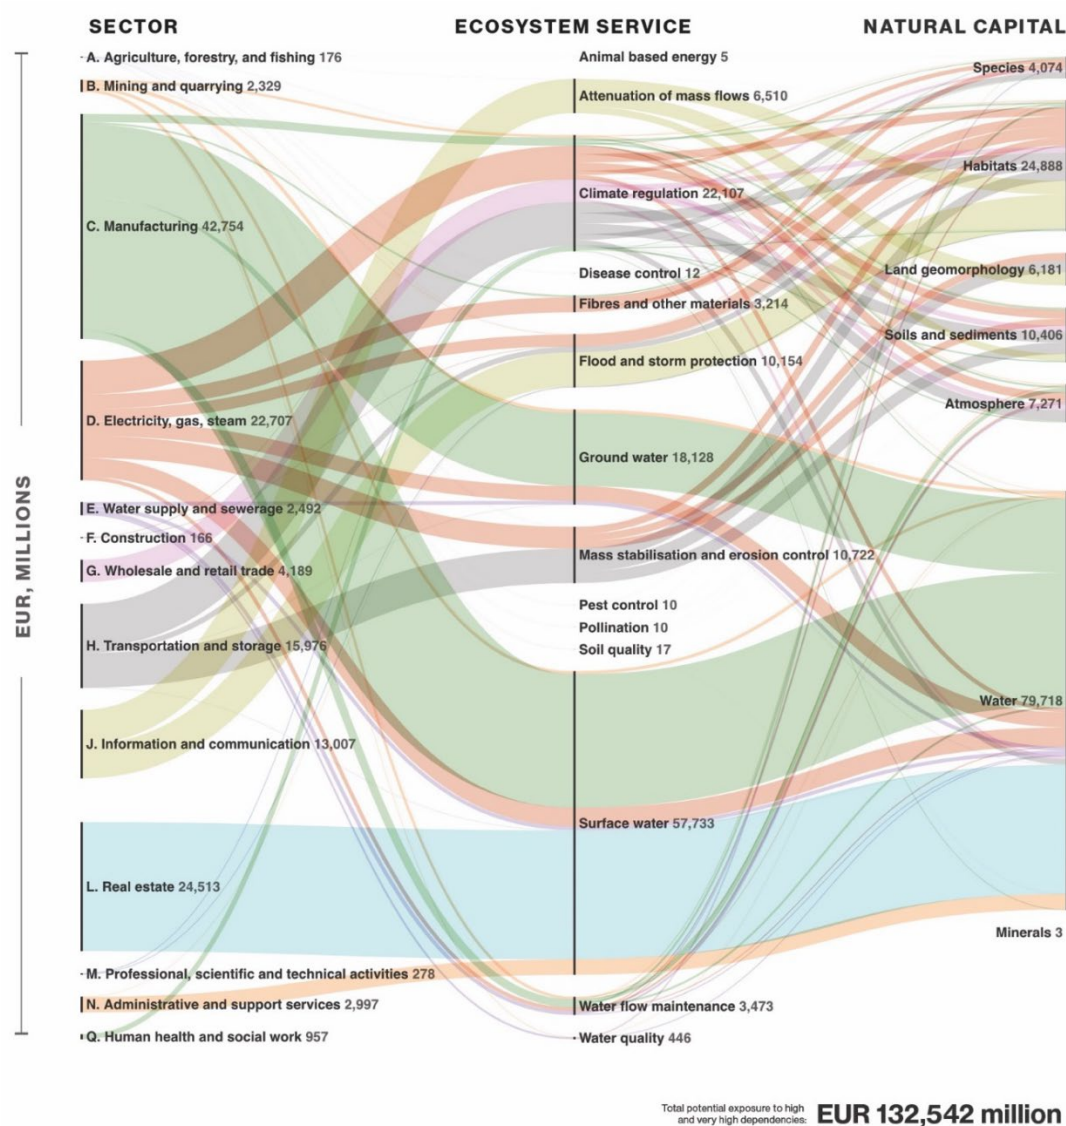 SECTOR
ECOSYSTEM SERVICE
NATURAL CAPITAL
EUR, MILLIONS
A. Agriculture, forestry, and fishing 176
B. Mining and quarrying 2,329
C. Manufacturing 42,754
D. Electricity, gas, steam 22,707
E. Water supply and sewerage 2,492
F. Construction 166
G. Wholesale and retail trade 4,189
H. Transportation and storage 15,976
J. Information and communication 13,007
L. Real estate 24,513
M. Professional, scientific and technical activities 278
N. Administrative and support services 2,997
Q. Human health and social work 957
Animal based energy 5
Attenuation of mass flows 6,510
Climate regulation 22,107
Disease control 12
Fibres and other materials 3,214
Flood and storm protection 10,154
Ground water 18,128
Mass stabilisation and erosion control 10,722
Pest control 10
Pollination 10
Soil quality 17
Surface water 57,733
Water flow maintenance 3,473
Water quality 446
Species 4,074
Habitats 24,888
Land geomorphology 6,181
Soils and sediments 10,406
Atmosphere 7,271
Water 79,718
Minerals 3
Total potential exposure to high
and very high dependencies:
EUR 132,542 million